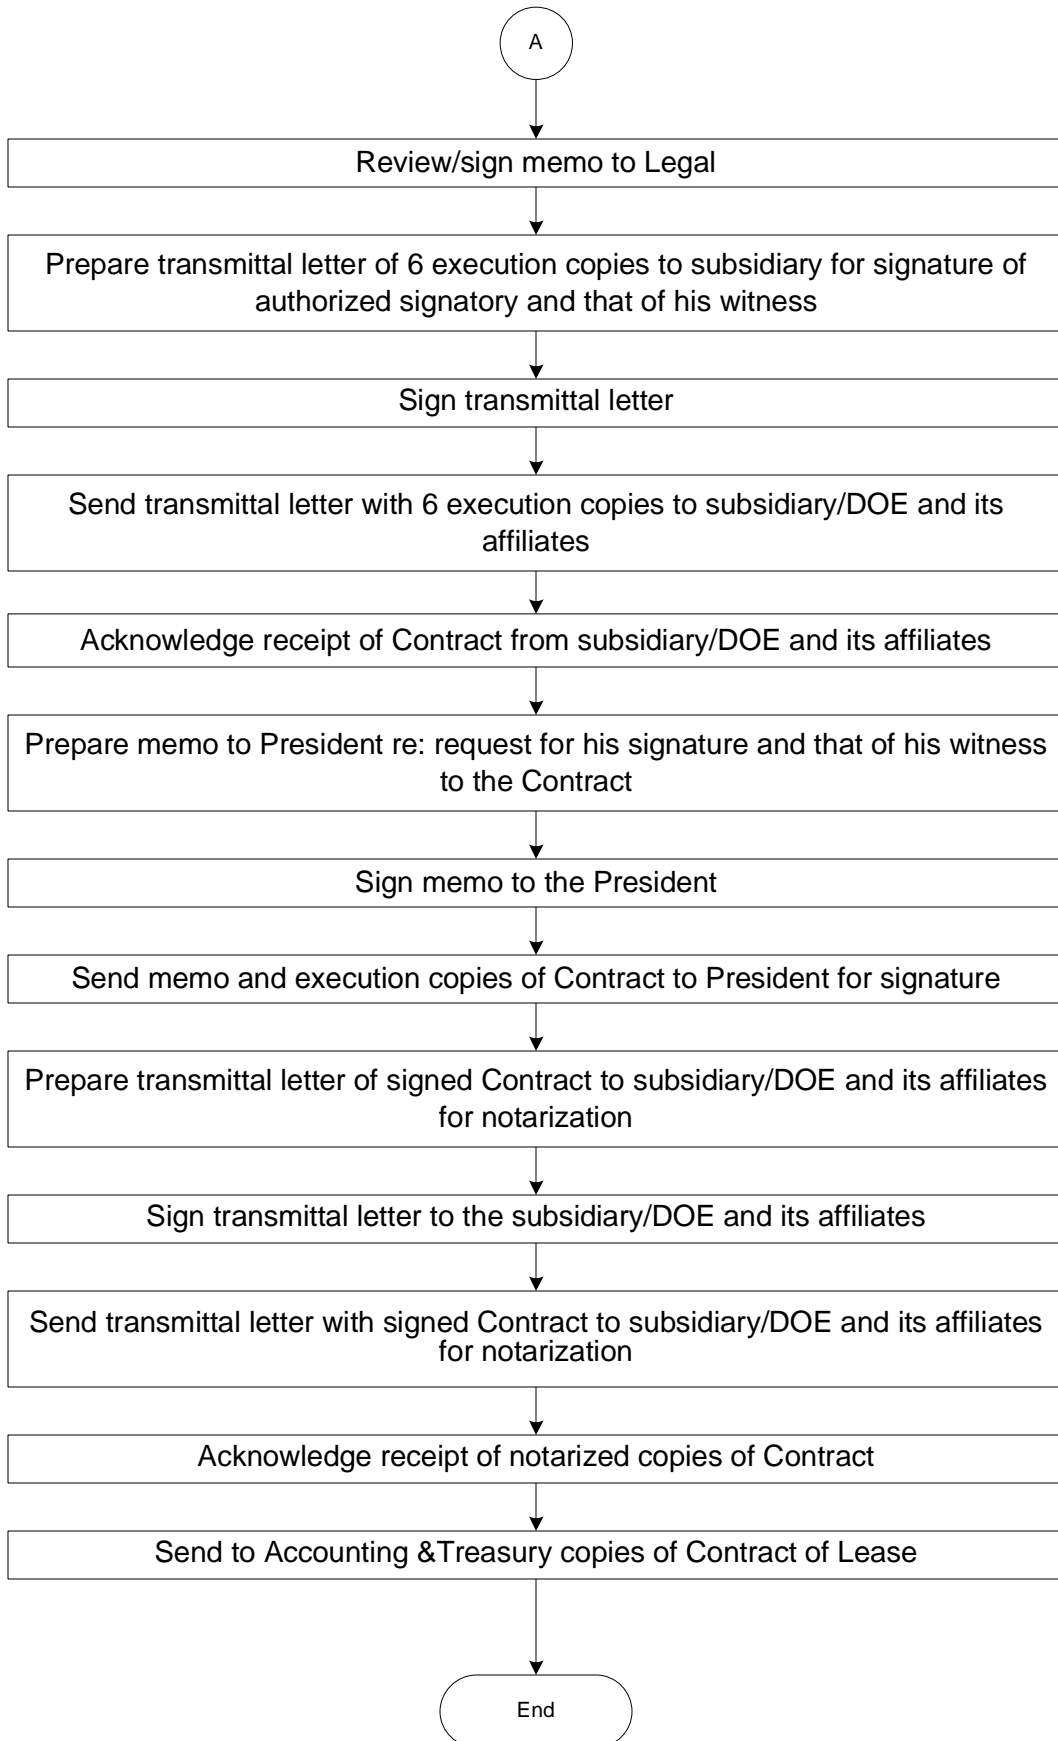 A
Review/sign memo to Legal
Prepare transmittal letter of 6 execution copies to subsidiary for signature of
authorized signatory and that of his witness
Sign transmittal letter
Send transmittal letter with 6 execution copies to subsidiary/DOE and its
affiliates
Acknowledge receipt of Contract from subsidiary/DOE and its affiliates
Prepare memo to President re: request for his signature and that of his witness
to the Contract
Sign memo to the President
Send memo and execution copies of Contract to President for signature
Prepare transmittal letter of signed Contract to subsidiary/DOE and its affiliates
for notarization
Sign transmittal letter to the subsidiary/DOE and its affiliates
Send transmittal letter with signed Contract to subsidiary/DOE and its affiliates
for notarization
Acknowledge receipt of notarized copies of Contract
Send to Accounting &Treasury copies of Contract of Lease
End